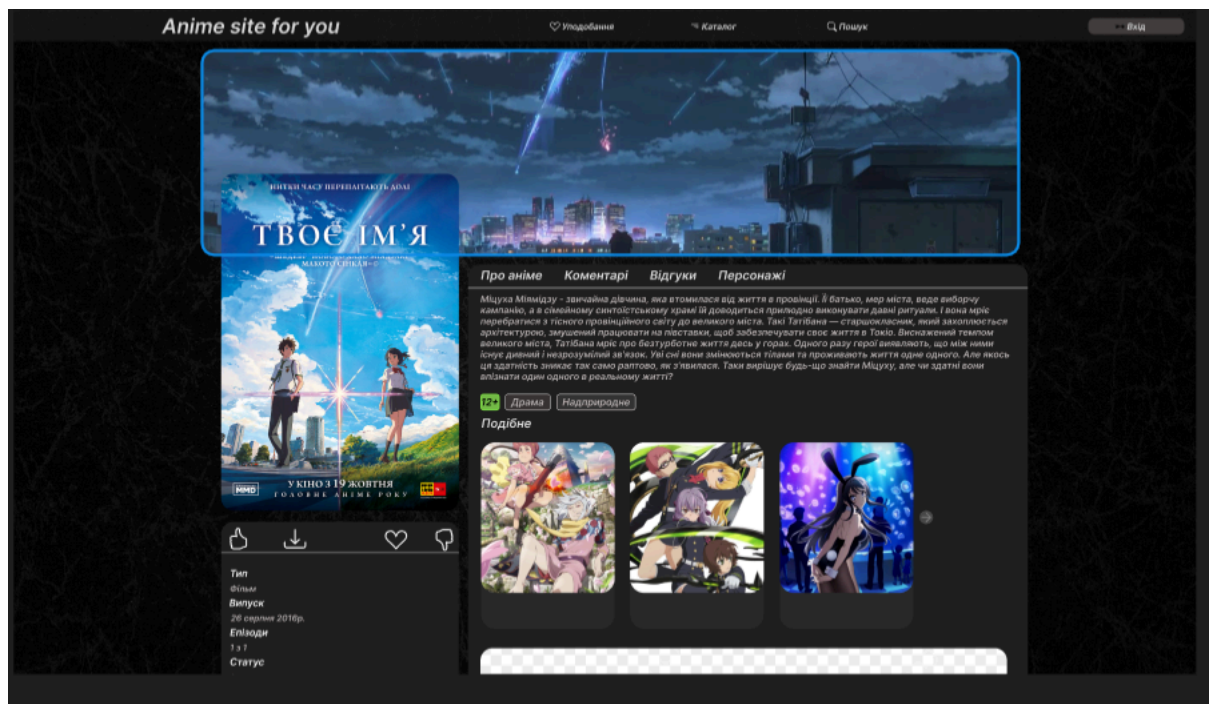 Anime site for you
Уподобання
Каталог
Пошук
Вхід
НИТКИ ЧАСУ ПЕРЕПЛІТАЮТЬ ДОЛІ
ТВОЄ ІМ'Я
У КІНО З 19 ЖОВТНЯ
ГОЛОВНЕ АНІМЕ РОКУ
Про аніме Коментарі Відгуки Персонажі
Міцуха Міямідзу - звичайна дівчина, яка втомилася від життя в провінції. Її батько, мер міста, веде виборчу
кампанію, а в сімейному синтоїстському храмі їй доводиться прилюдно виконувати давні ритуали. І вона мріє
перебратися з тісного провінційного світу до великого міста. Такі Татібана — старшокласник, який захоплюється
архітектурою, змушений працювати на півставки, щоб забезпечувати своє життя в Токіо. Виснажений темпом
великого міста, Татібана мріє про безтурботне життя десь у горах. Одного разу герої виявляють, що між ними
існує дивний і незрозумілий зв'язок. Уві сні вони змінюються тілами та проживають життя одне одного. Але якось
ця здатність зникає так само раптово, як з'явилася. Таки вирішує будь-що знайти Міцуху, але чи здатні вони
впізнати один одного в реальному житті?
12+ Драма Надприродне
Подібне
Тип
Фільм
Випуск
26 серпня 2016р.
Епізоди
1 з 1
Статус